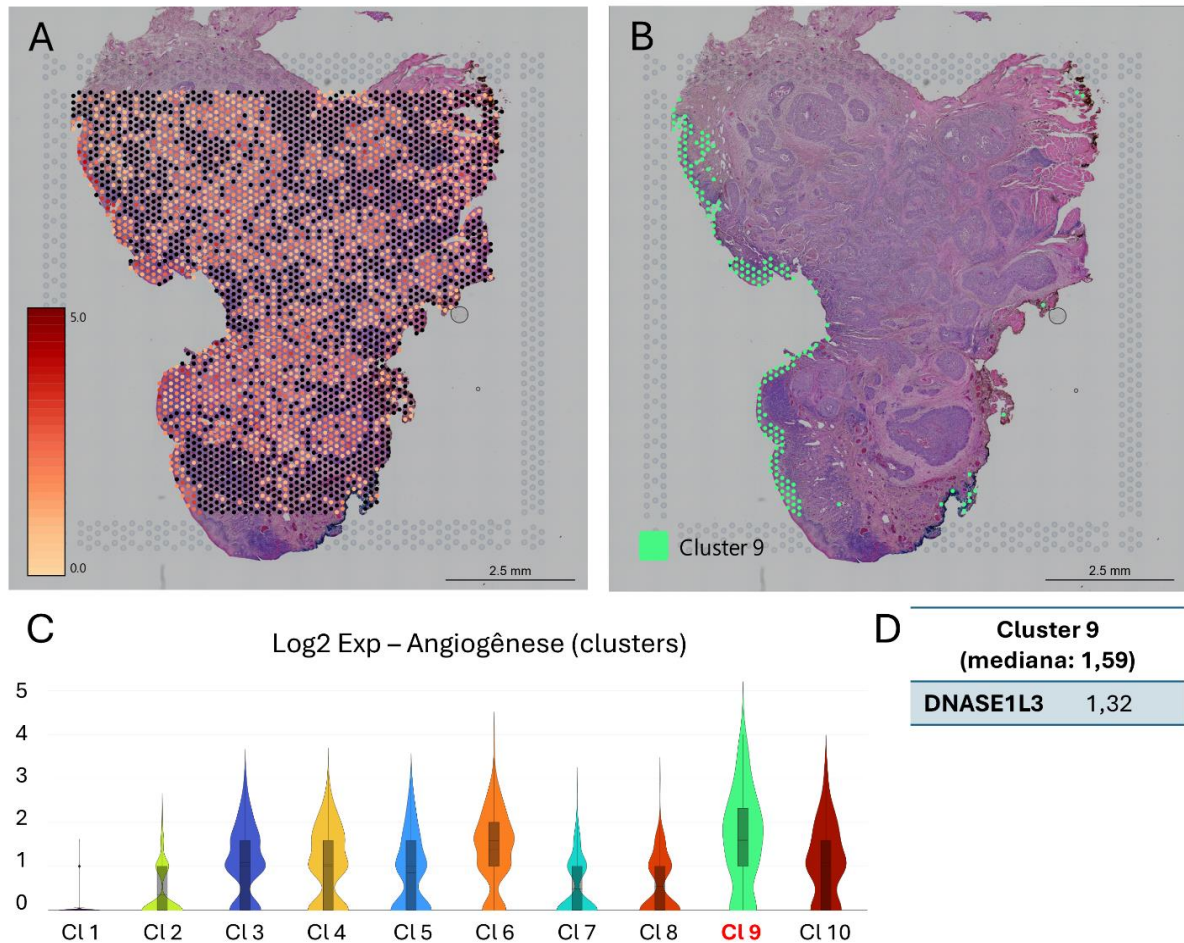 A
5.0
0.0
2.5 mm
B
Cluster 9
2.5 mm
C
Log2 Exp – Angiogênese (clusters)
5
4
3
2
1
0
Cl 1 Cl 2 Cl 3 Cl 4 Cl 5 Cl 6 Cl 7 Cl 8 Cl 9 Cl 10
D
Cluster 9
(mediana: 1,59)
DNASE1L3 1,32